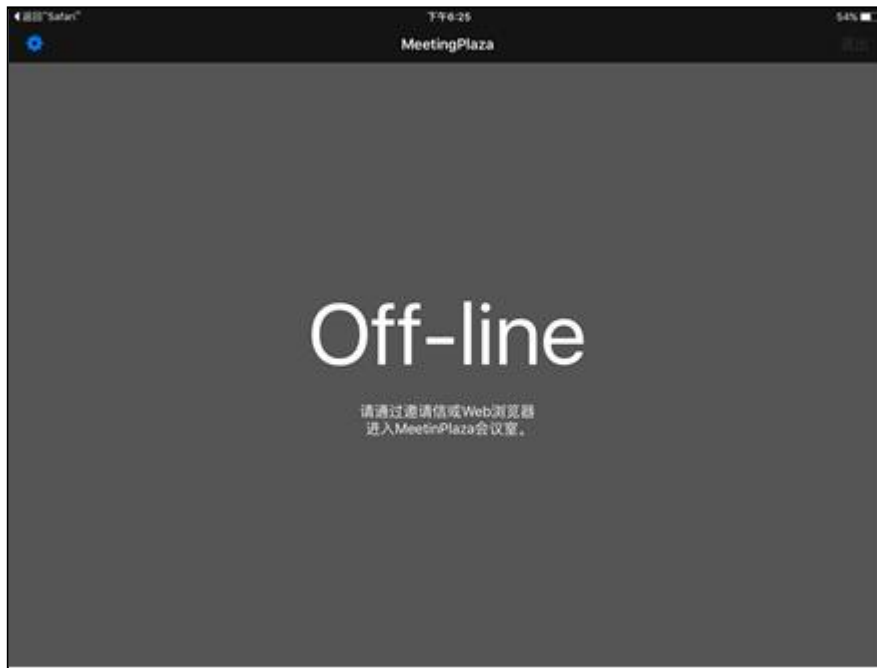 返回"Safari"
下午6:25
54%
MeetingPlaza
退出
Off-line
请通过邀请信或Web浏览器
进入MeetinPlaza会议室。